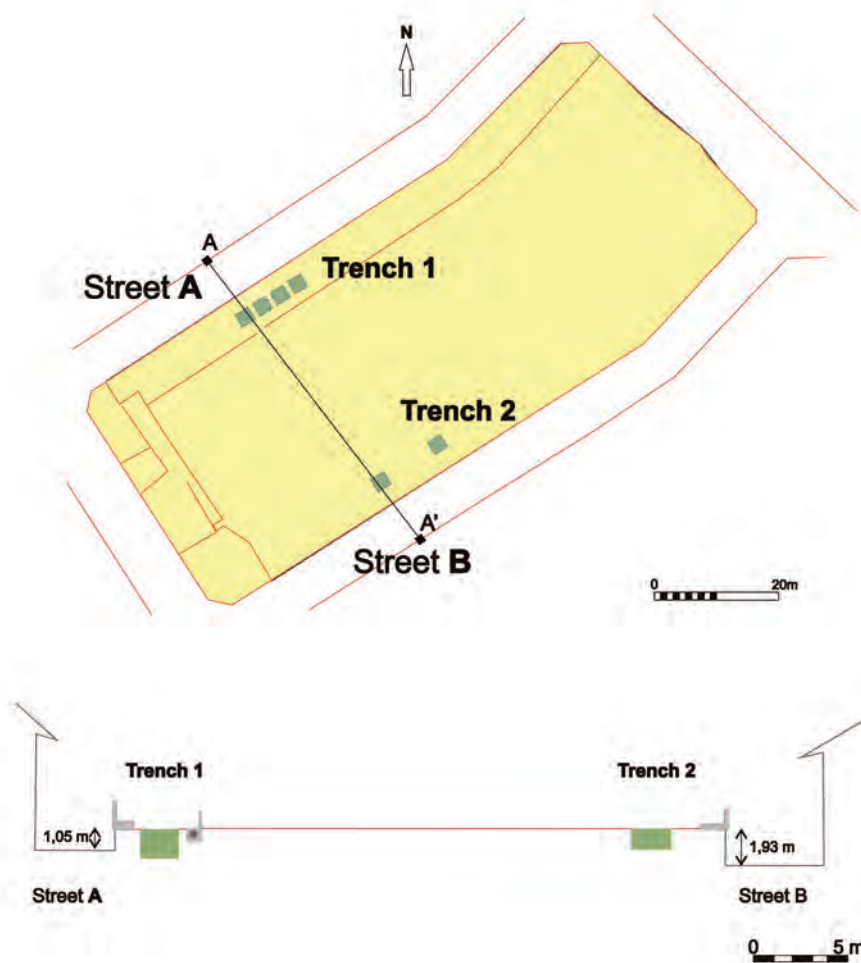 N
A
Street A
Trench 1
Trench 2
A'
Street B
0 20m
Trench 1
Trench 2
1,05 m
1,93 m
Street A
Street B
0 5 m